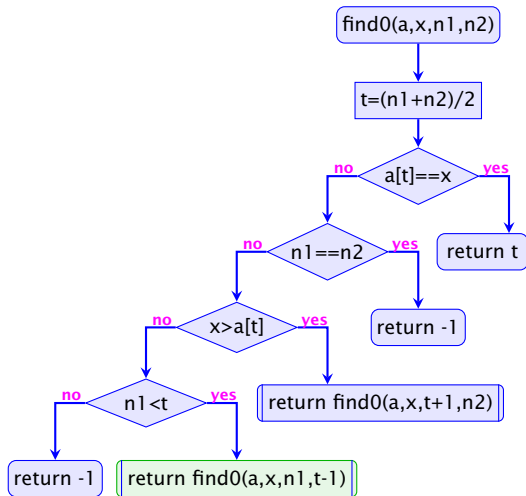 find0(a,x,n1,n2)
t=(n1+n2)/2
a[t]==x
no
yes
return t
n1==n2
no
yes
return -1
x>a[t]
no
yes
return find0(a,x,t+1,n2)
n1<t
no
yes
return -1
return find0(a,x,n1,t-1)